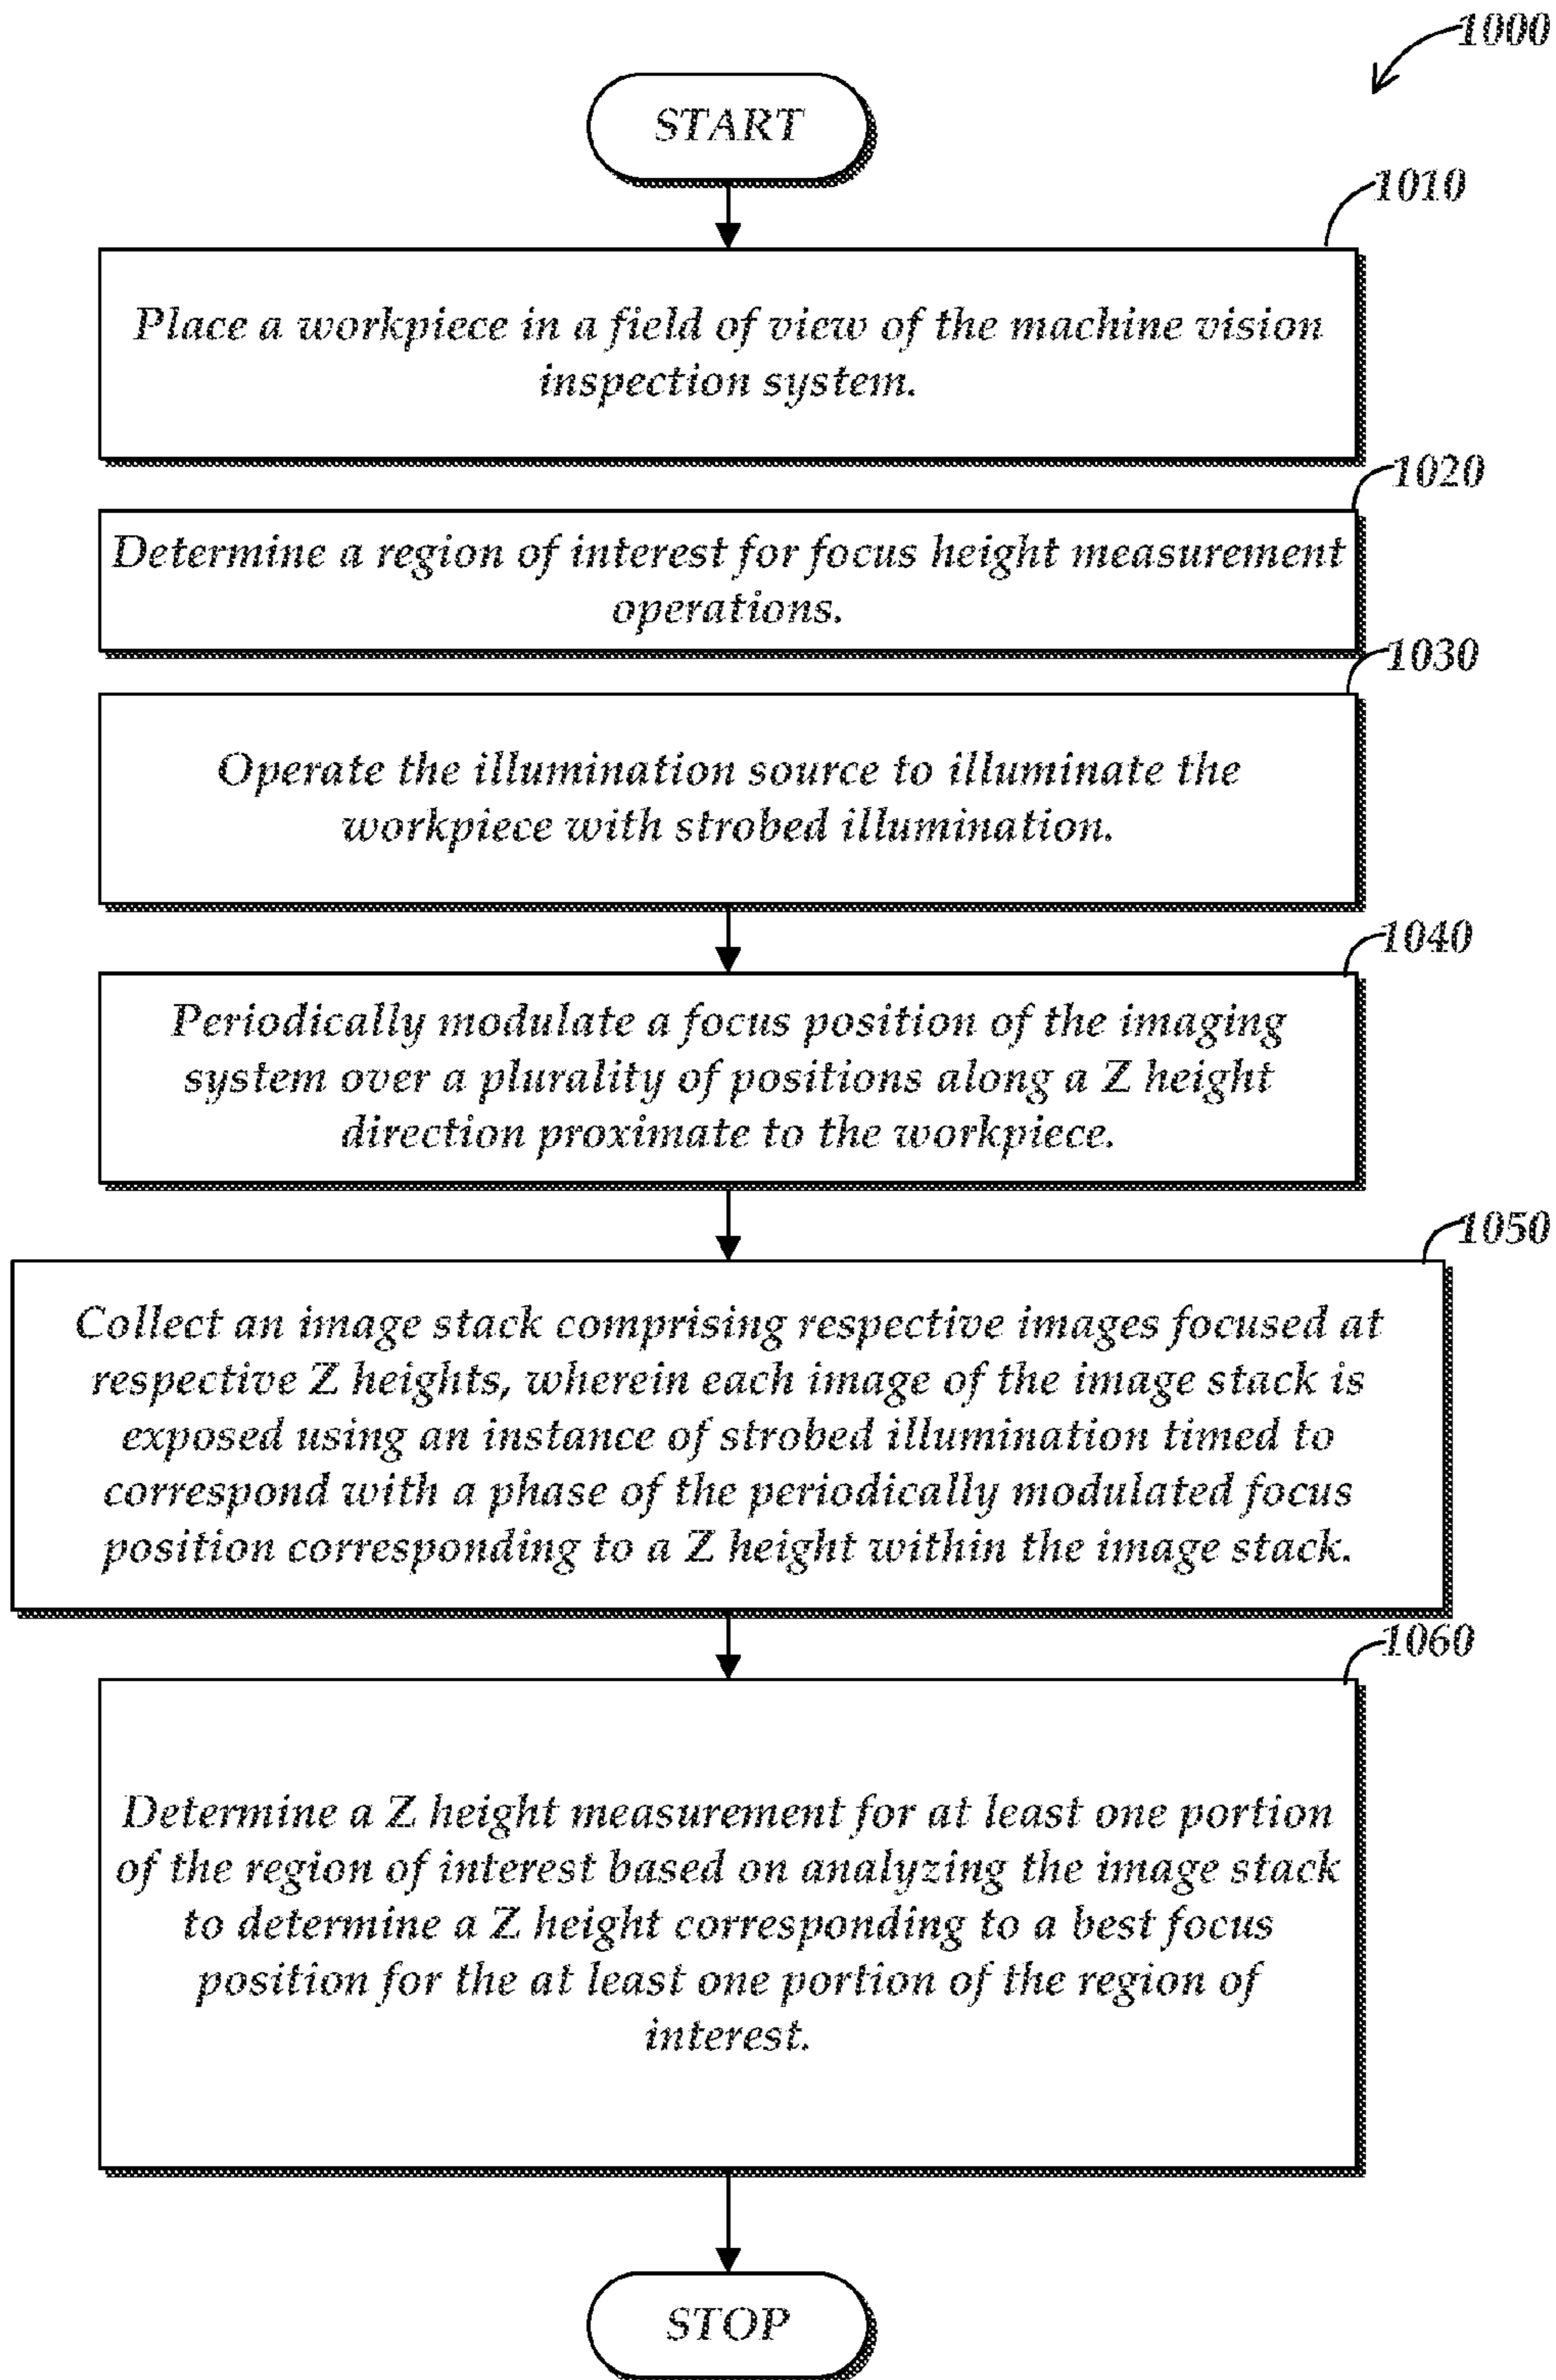 1000
START
1010
Place a workpiece in a field of view of the machine vision
inspection system.
1020
Determine a region of interest for focus height measurement
operations.
1030
Operate the illumination source to illuminate the
workpiece with strobed illumination.
1040
Periodically modulate a focus position of the imaging
system over a plurality of positions along a Z height
direction proximate to the workpiece.
1050
Collect an image stack comprising respective images focused at
respective Z heights, wherein each image of the image stack is
exposed using an instance of strobed illumination timed to
correspond with a phase of the periodically modulated focus
position corresponding to a Z height within the image stack.
1060
Determine a Z height measurement for at least one portion
of the region of interest based on analyzing the image stack
to determine a Z height corresponding to a best focus
position for the at least one portion of the region of
interest.
STOP